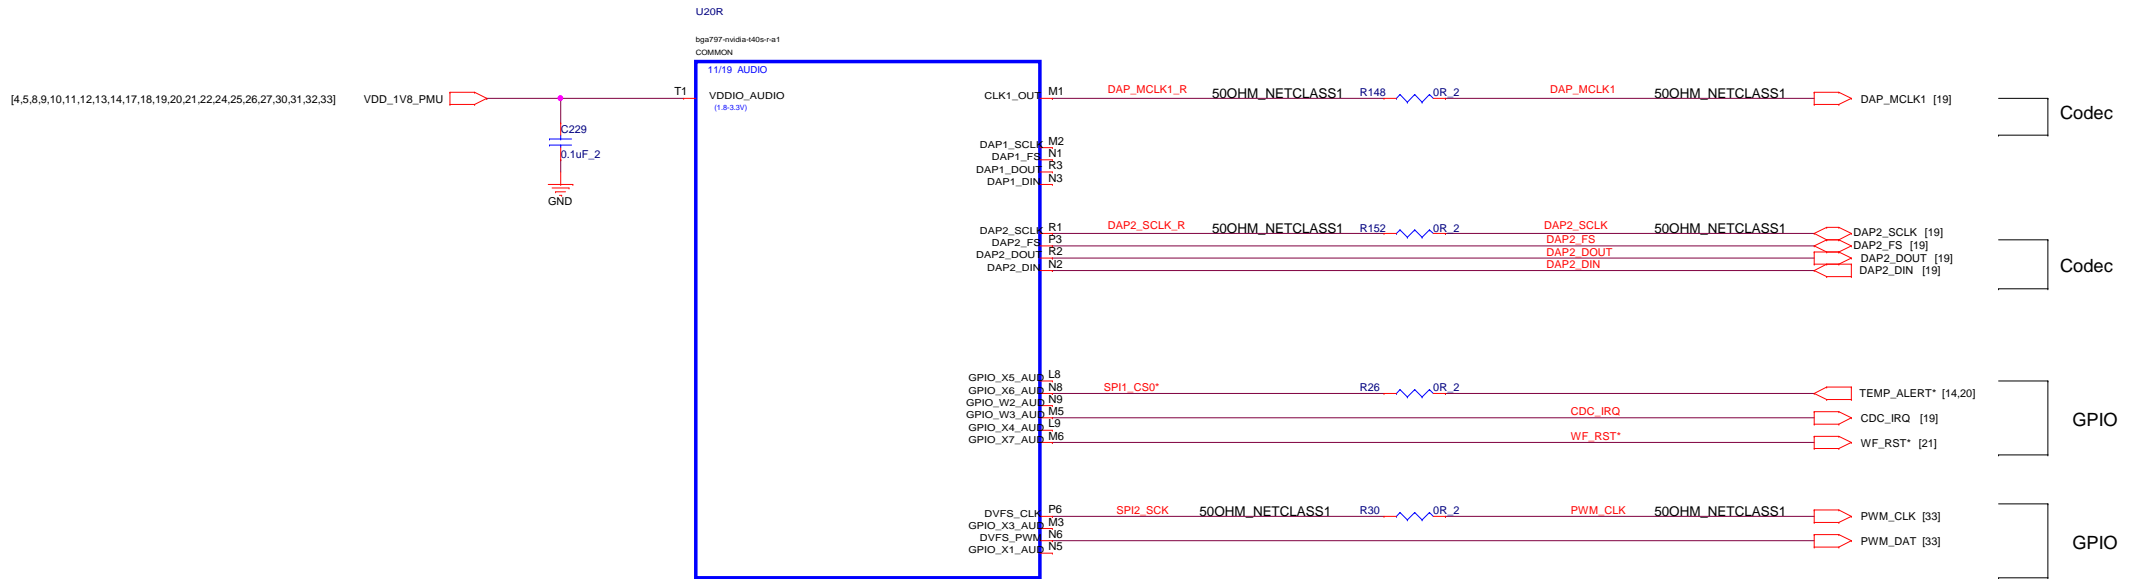 U20R
bga797-nvidia-t40s-r-a1
COMMON
11/19 AUDIO
[4,5,8,9,10,11,12,13,14,17,18,19,20,21,22,24,25,26,27,30,31,32,33] VDD_1V8_PMU T1 VDDIO_AUDIO
(1.8-3.3V)
C229
0.1uF_2
GND
CLK1_OUT M1 DAP_MCLK1_R 50OHM_NETCLASS1 R148 0R_2 DAP_MCLK1 50OHM_NETCLASS1 DAP_MCLK1 [19]
Codec
DAP1_SCLK M2
DAP1_FS N1
DAP1_DOUT R3
DAP1_DIN N3
DAP2_SCLK R1 DAP2_SCLK_R 50OHM_NETCLASS1 R152 0R_2 DAP2_SCLK 50OHM_NETCLASS1 DAP2_SCLK [19]
DAP2_FS P3 DAP2_FS DAP2_FS [19]
DAP2_DOUT R2 DAP2_DOUT DAP2_DOUT [19]
DAP2_DIN N2 DAP2_DIN DAP2_DIN [19]
Codec
GPIO_X5_AUD L8
GPIO_X6_AUD N8 SPI1_CS0* R26 0R_2 TEMP_ALERT* [14,20]
GPIO_W2_AUD N9
GPIO_W3_AUD M5 CDC_IRQ CDC_IRQ [19]
GPIO_X4_AUD L9
GPIO_X7_AUD M6 WF_RST* WF_RST* [21]
GPIO
DVFS_CLK P6 SPI2_SCK 50OHM_NETCLASS1 R30 0R_2 PWM_CLK 50OHM_NETCLASS1 PWM_CLK [33]
GPIO_X3_AUD M3
DVFS_PWM N6 PWM_DAT [33]
GPIO_X1_AUD N5
GPIO